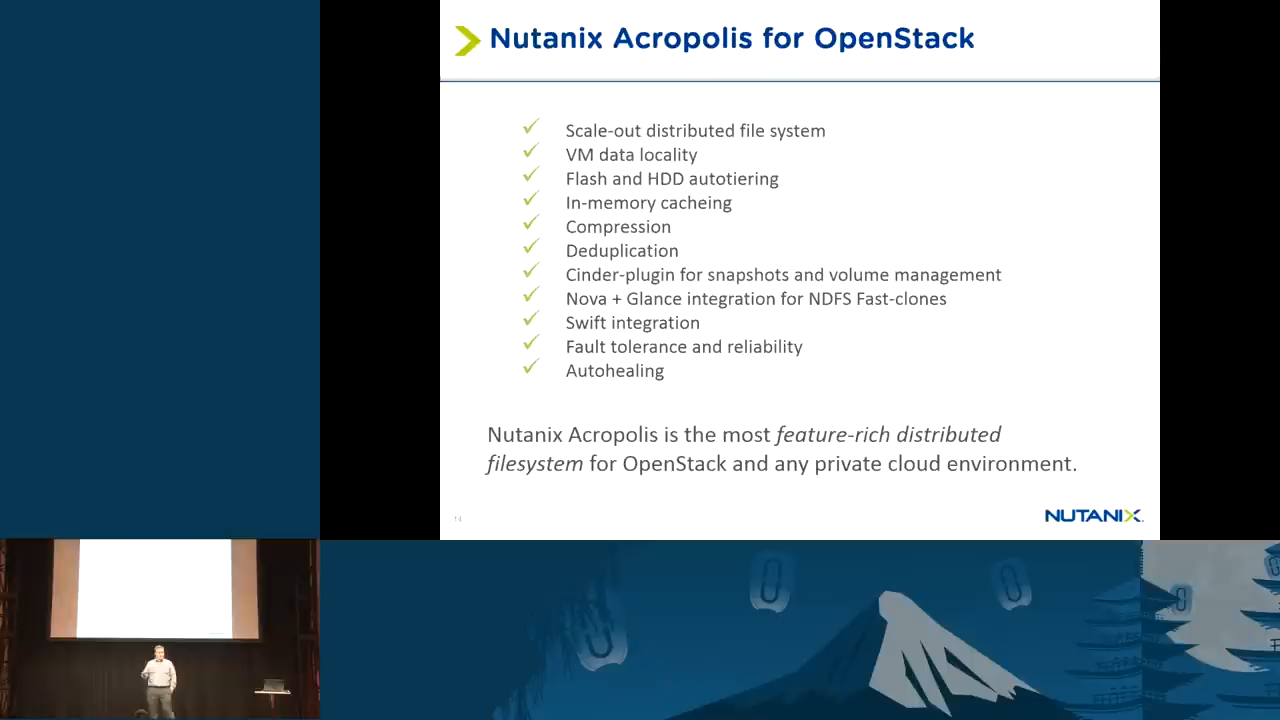 Nutanix Acropolis for OpenStack
Scale-out distributed file system
VM data locality
Flash and HDD autotiering
In-memory cacheing
Compression
Deduplication
Cinder-plugin for snapshots and volume management
Nova + Glance integration for NDFS Fast-clones
Swift integration
Fault tolerance and reliability
Autohealing
Nutanix Acropolis is the most feature-rich distributed
filesystem for OpenStack and any private cloud environment.
14
NUTANIX